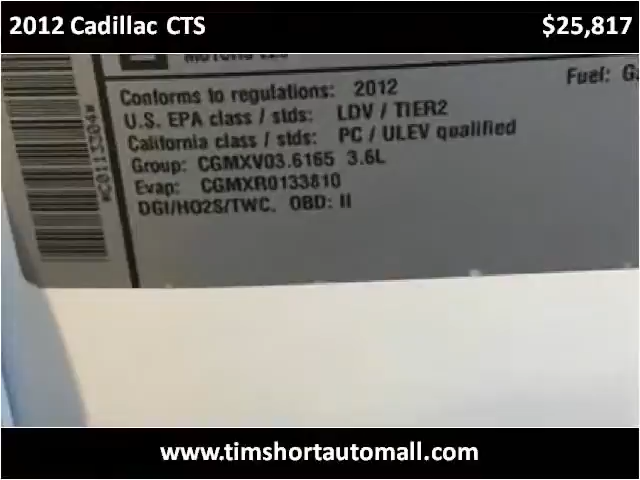 2012 Cadillac CTS
$25,817
Conforms to regulations: 2012
Fuel:
U.S. EPA class / stds: LDV / TIER2
California class / stds: PC / ULEV qualified
Group: CGMXV03.6165 3.6L
Evap: CGMXR0133810
DGI/HO2S/TWC. OBD: II
www.timshortautomall.com